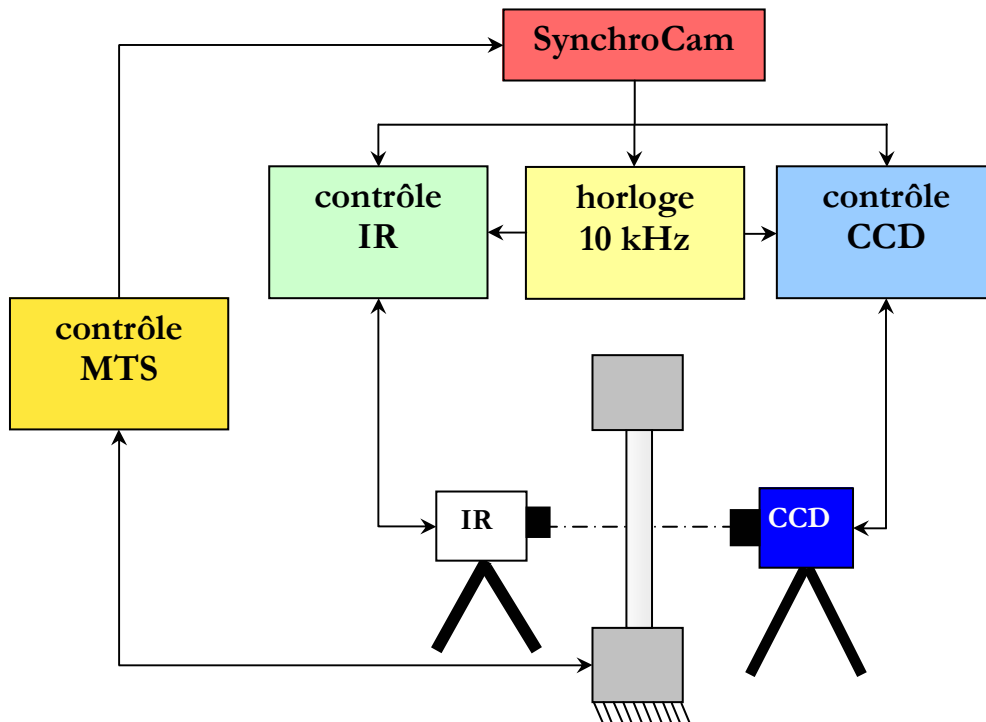 SynchroCam
contrôle
IR
horloge
10 kHz
contrôle
CCD
contrôle
MTS
IR
CCD